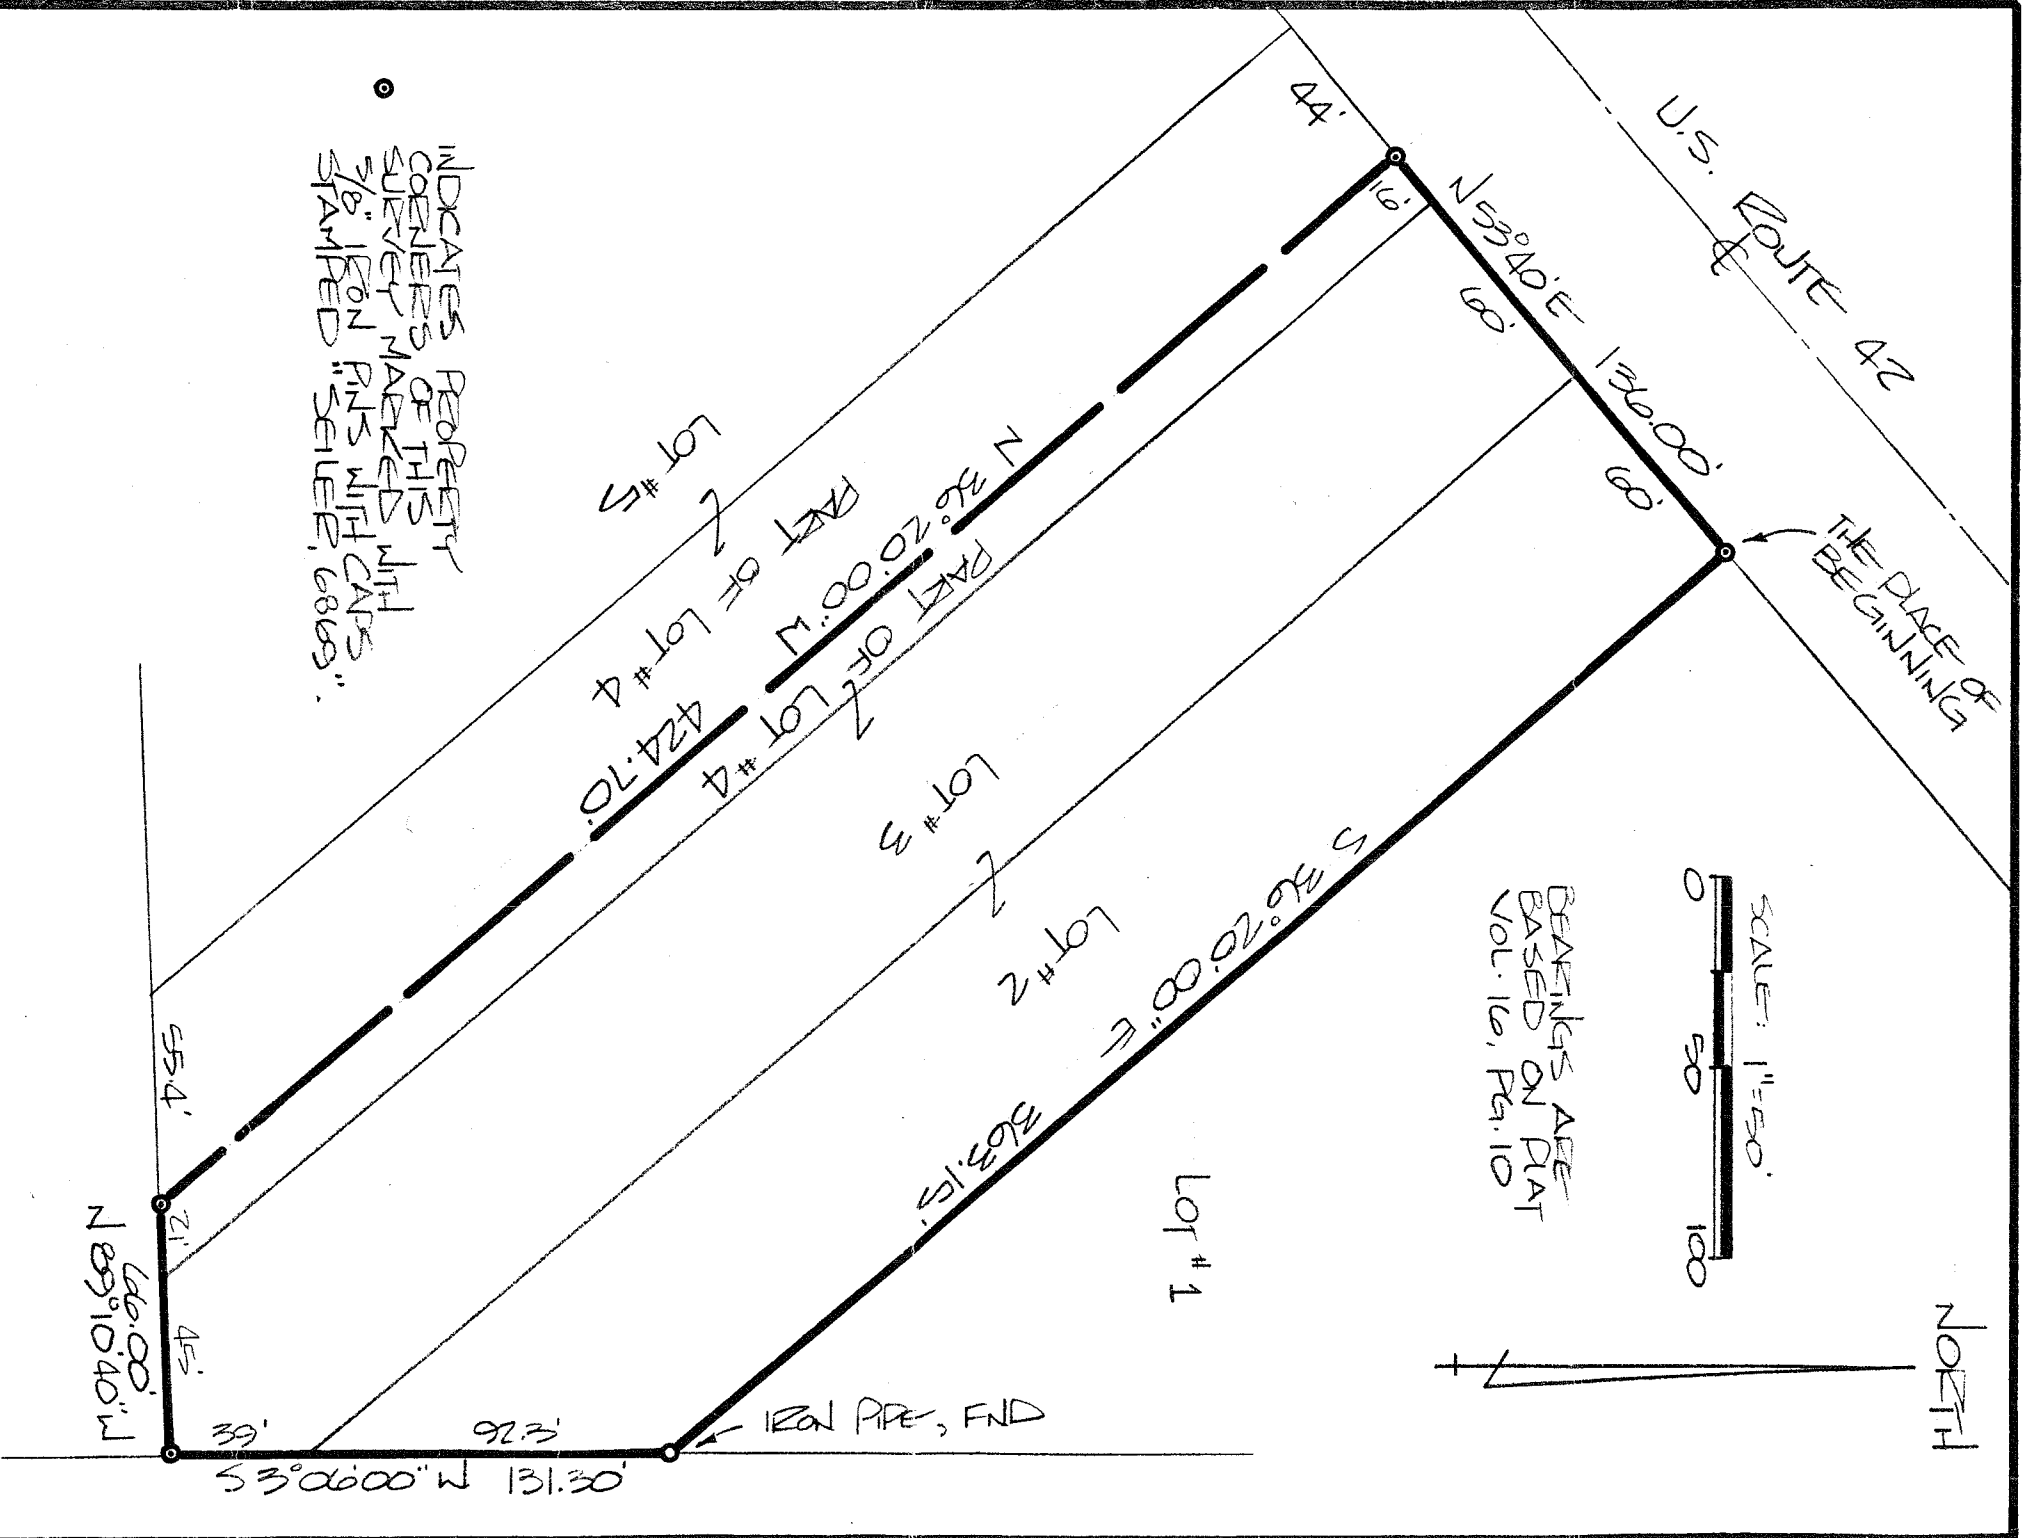 NORTH
SCALE: 1"=50'
0 50 100
BEARINGS ARE
BASED ON PLAT
VOL. 16, PG. 10
U.S. ROUTE 42
℄
THE PLACE OF
BEGINNING
N 53° 40' E 136.00'
44'
16'
60'
60'
LOT #1
S 36° 20' 00" E
363.15'
LOT #2
LOT #3
PART OF LOT #4
N 36° 20' 00" W
424.70'
PART OF LOT #4
LOT #5
IRON PIPE, FND
92.3'
39'
S 3° 06' 00" W 131.30'
55.4'
21'
45'
66.00'
N 89° 10' 40" W
INDICATES PROPERTY
CORNERS OF THIS
SURVEY MARKED WITH
5/8" IRON PINS WITH CAPS
STAMPED "SEILER, 6869".